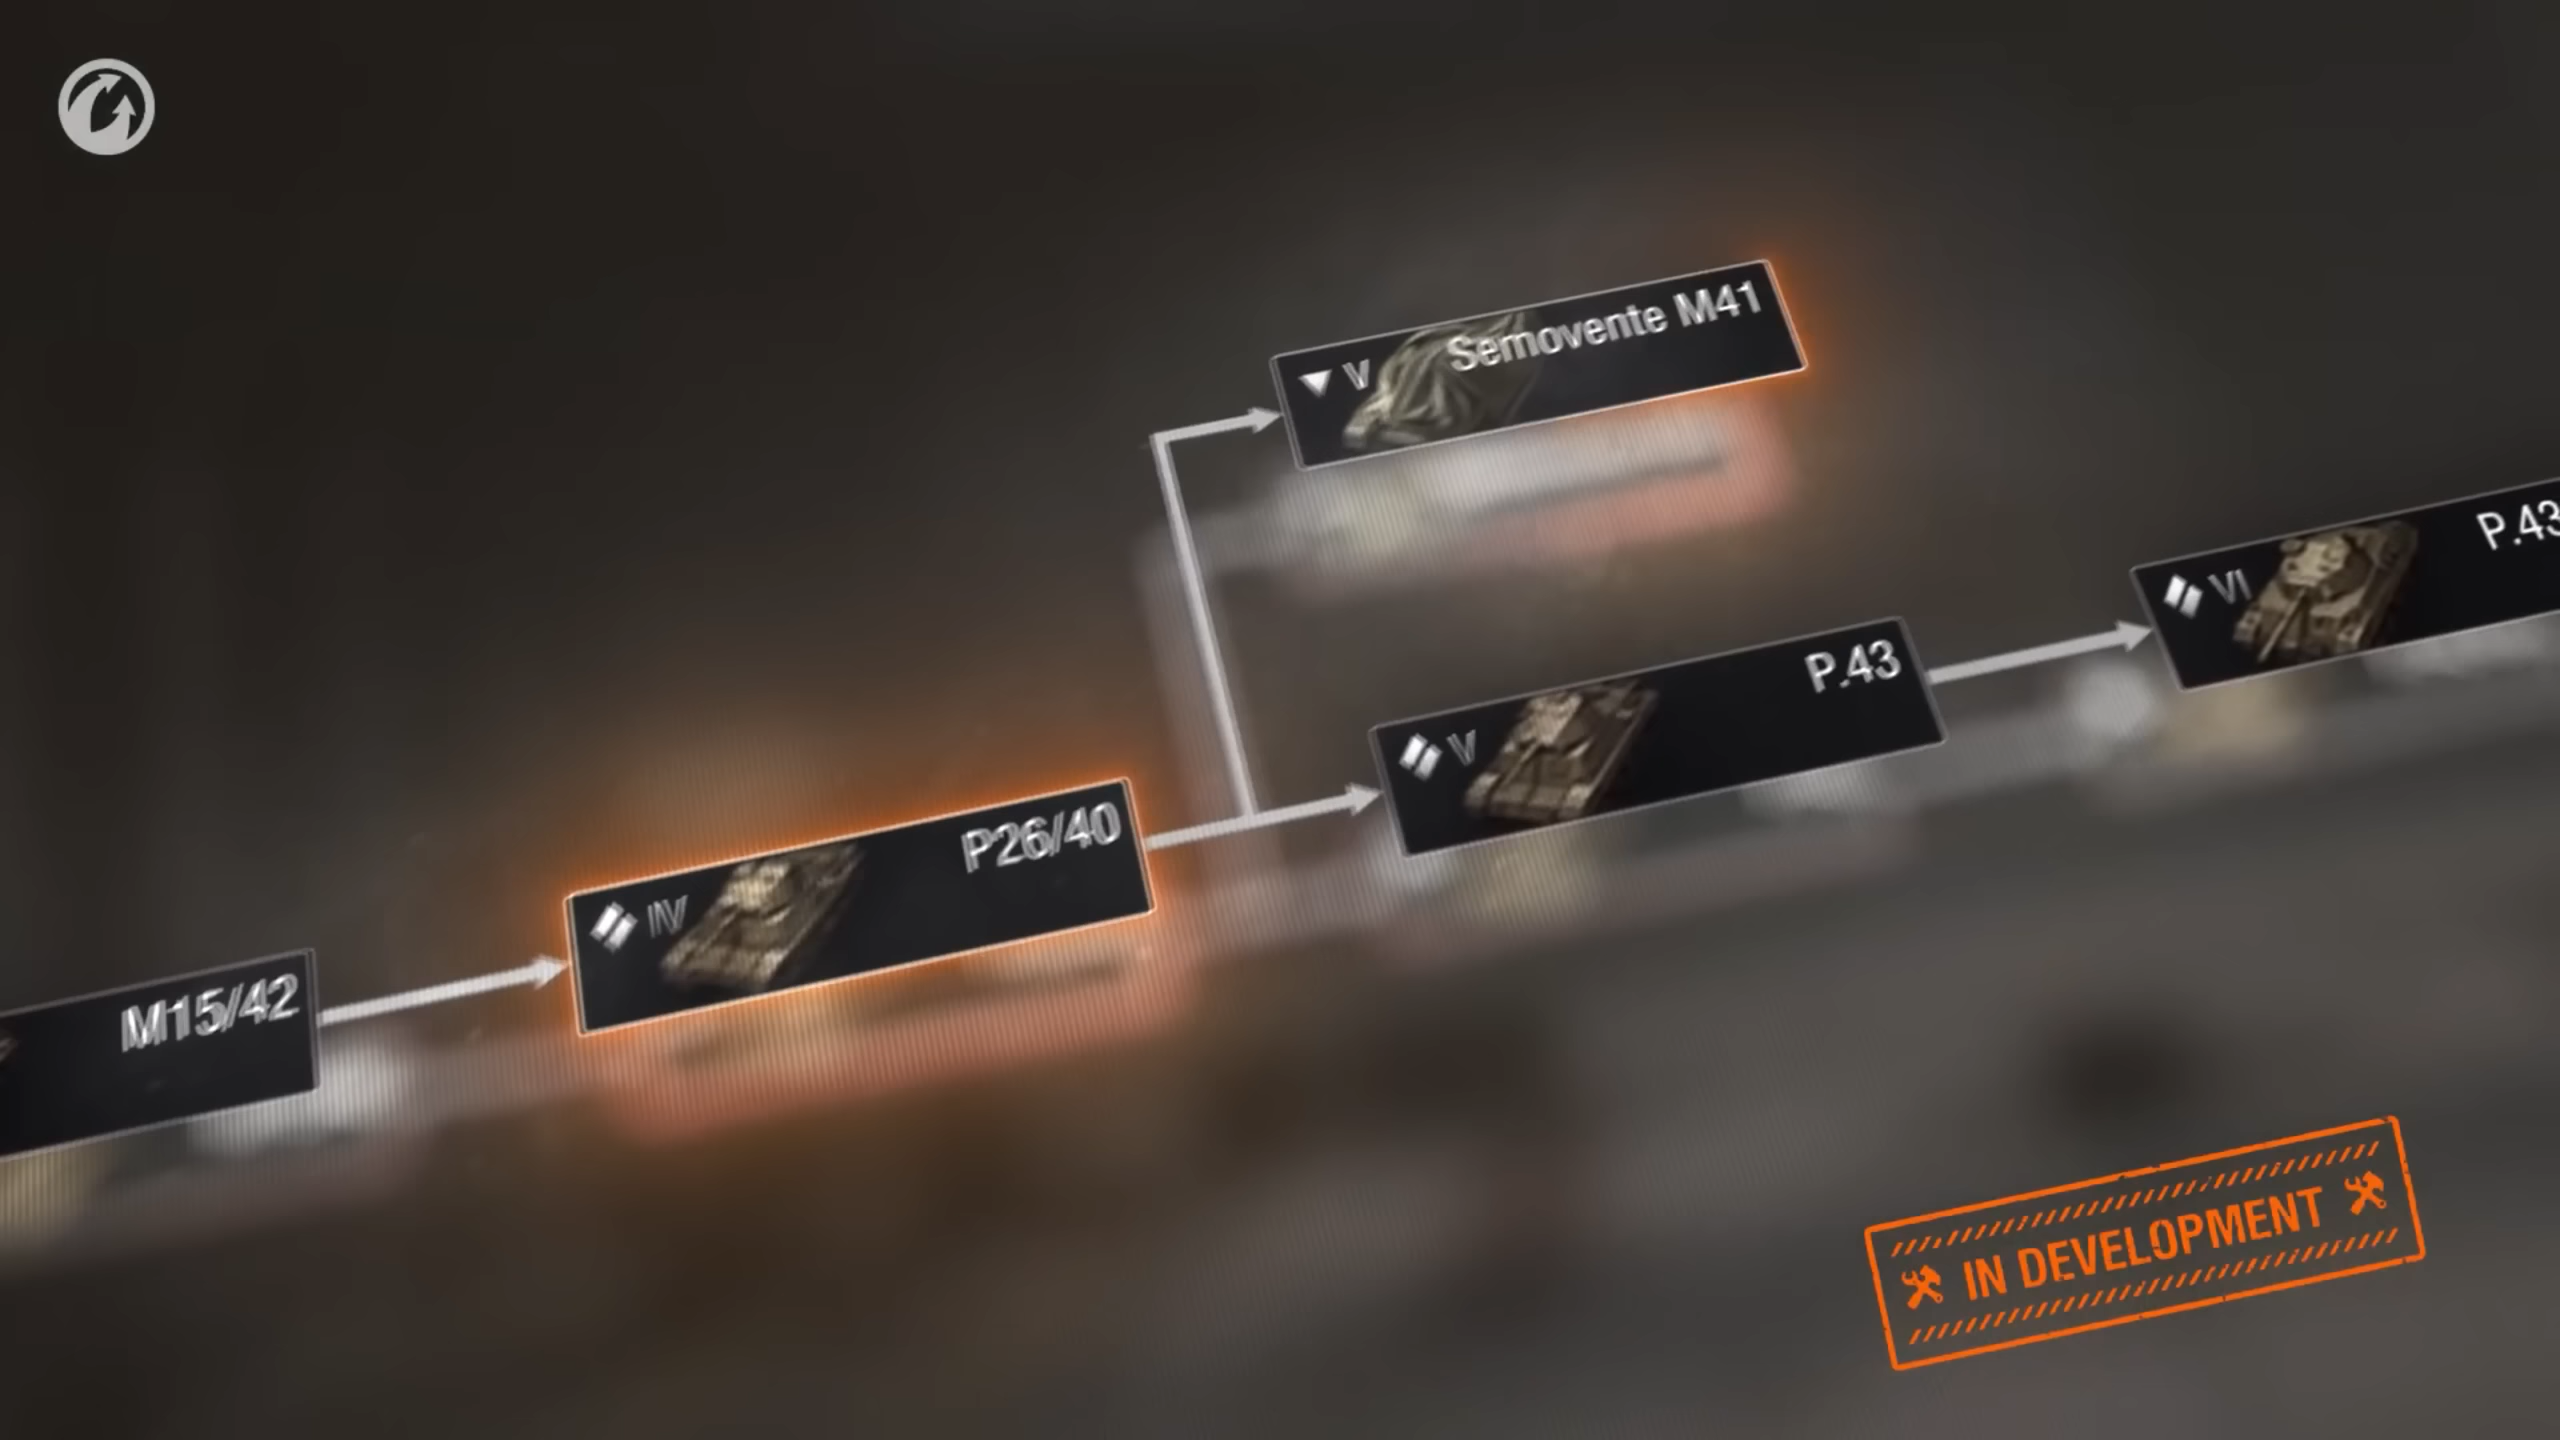 V Semovente M41
VI P.43
V P.43
IV P26/40
M15/42
IN DEVELOPMENT